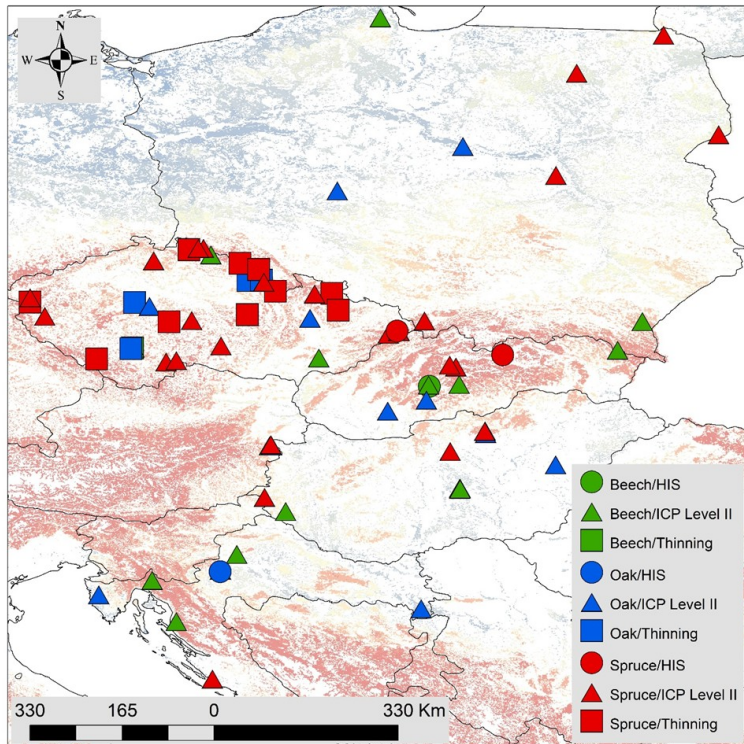 N
W E
S
Beech/HIS
Beech/ICP Level II
Beech/Thinning
Oak/HIS
Oak/ICP Level II
Oak/Thinning
Spruce/HIS
Spruce/ICP Level II
Spruce/Thinning
330 165 0 330 Km